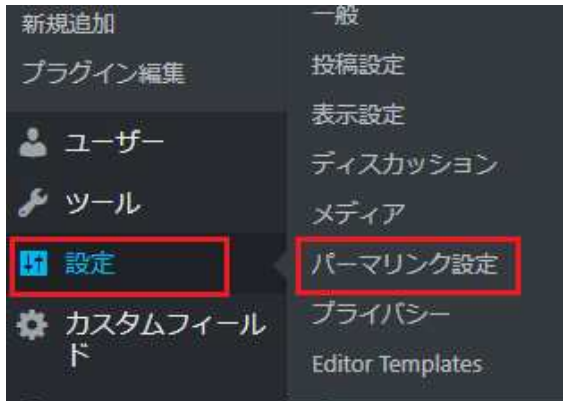 新規追加
プラグイン編集
ユーザー
ツール
設定
カスタムフィール
ド
一般
投稿設定
表示設定
ディスカッション
メディア
パーマリンク設定
プライバシー
Editor Templates